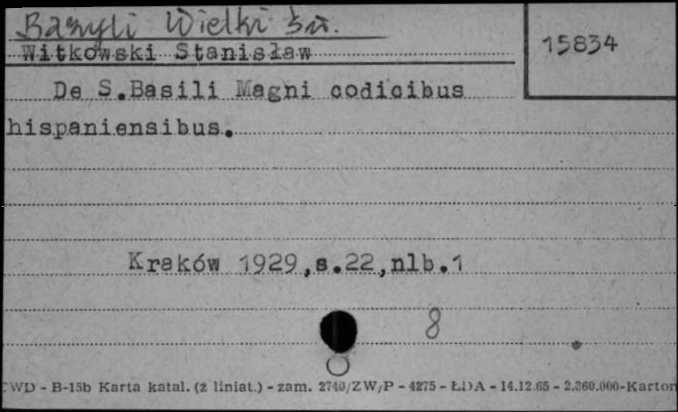 Bazyli Wielki św.
15834
Witkowski Stanisław
De S.Basili Magni codicibus
hispaniensibus.
Kraków 1929,s.22,nlb.1
8
CWD - B-15b Karta katal. (z liniat.) - zam. 2740/ZW/P - 4275 - ŁDA - 14.12.65 - 2.360.000-Karton